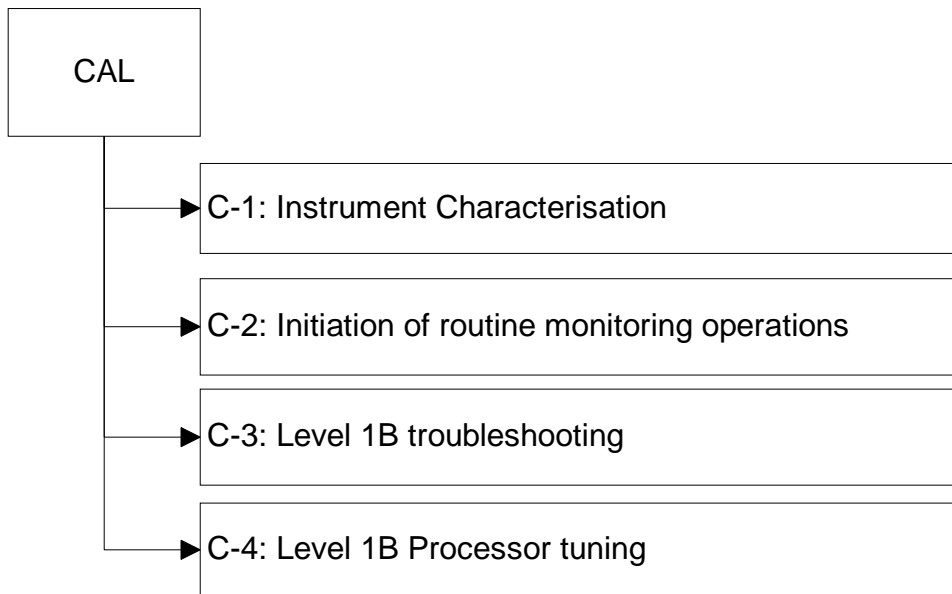 CAL
C-1: Instrument Characterisation
C-2: Initiation of routine monitoring operations
C-3: Level 1B troubleshooting
C-4: Level 1B Processor tuning